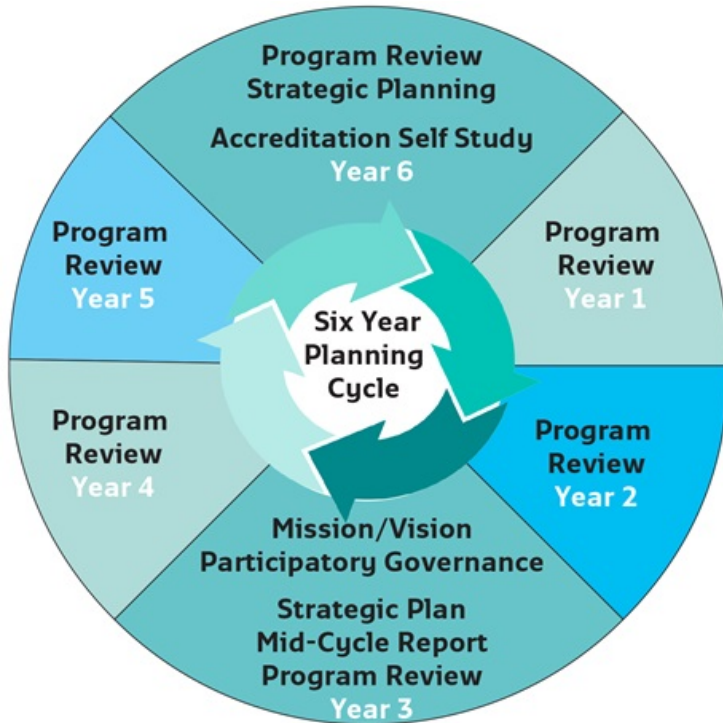 Program Review
Strategic Planning
Accreditation Self Study
Year 6
Program
Review
Year 1
Program
Review
Year 2
Mission/Vision
Participatory Governance
Strategic Plan
Mid-Cycle Report
Program Review
Year 3
Program
Review
Year 4
Program
Review
Year 5
Six Year
Planning
Cycle